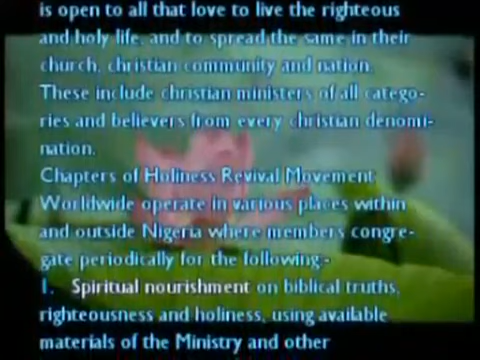 is open to all that love to live the righteous
and holy life, and to spread the same in their
church, christian community and nation.
These include christian ministers of all catego-
ries and believers from every christian denomi-
nation.
Chapters of Holiness Revival Movement
Worldwide operate in various places within
and outside Nigeria where members congre-
gate periodically for the following:-
1. Spiritual nourishment on biblical truths,
righteousness and holiness, using available
materials of the Ministry and other